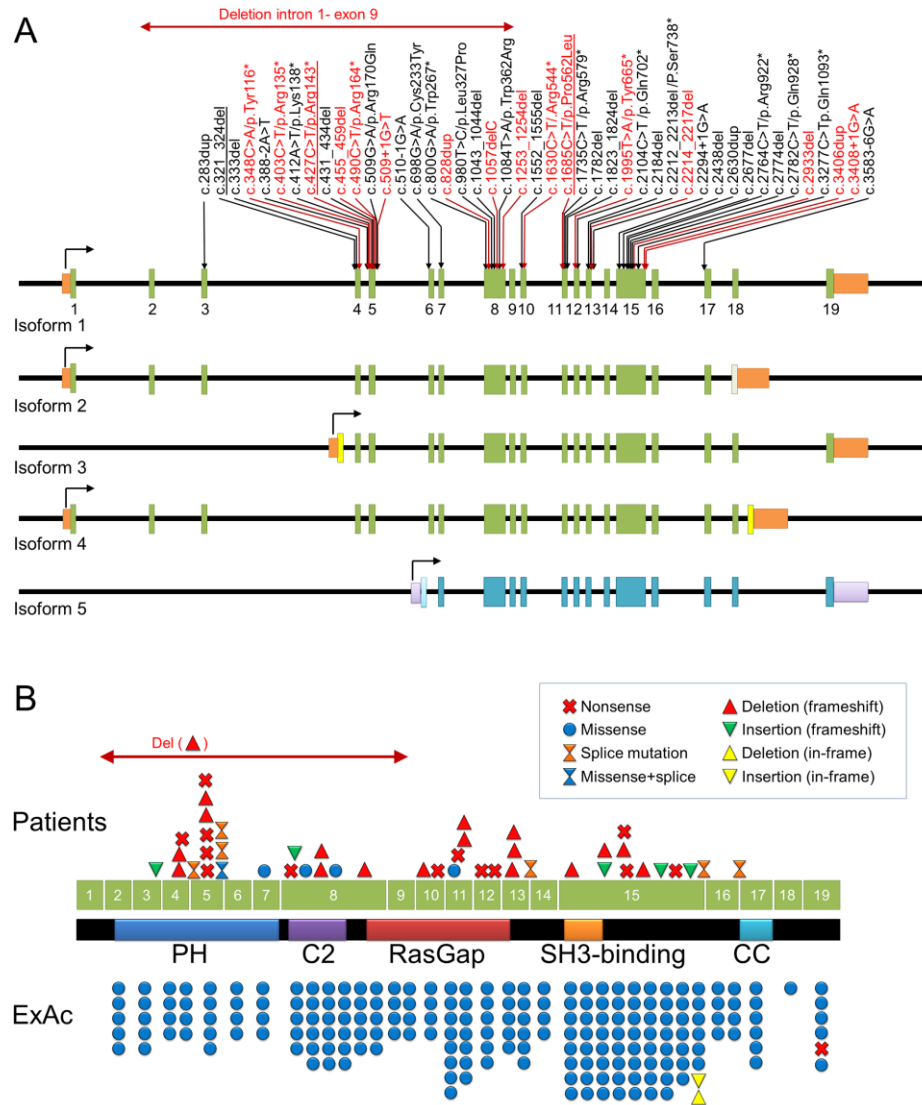 A
Deletion intron 1- exon 9
c.283dup
c.321_324del
c.333del
c.348C>A/p.Tyr116*
c.388-2A>T
c.403C>T/p.Arg135*
c.412A>T/p.Lys138*
c.427C>T/p.Arg143*
c.431_434del
c.455_459del
c.490C>T/p.Arg164*
c.509G>A/p.Arg170Gln
c.509+1G>T
c.510-1G>A
c.698G>A/p.Cys233Tyr
c.800G>A/p.Trp267*
c.828dup
c.980T>C/p.Leu327Pro
c.1043_1044del
c.1057delC
c.1084T>A/p.Trp362Arg
c.1253_1254del
c.1552_1555del
c.1630C>T/.Arg544*
c.1685C>T/p.Pro562Leu
c.1735C>T /p.Arg579*
c.1782del
c.1823_1824del
c.1995T>A/p.Tyr665*
c.2104C>T /p.Gln702*
c.2184del
c.2212_2213del /P.Ser738*
c.2214_2217del
c.2294+1G>A
c.2438del
c.2630dup
c.2677del
c.2764C>T/p.Arg922*
c.2774del
c.2782C>T/p.Gln928*
c.2933del
c.3277C>Tp.Gln1093*
c.3406dup
c.3408+1G>A
c.3583-6G>A
1 2 3 4 5 6 7 8 9 10 11 12 13 14 15 16 17 18 19
Isoform 1
Isoform 2
Isoform 3
Isoform 4
Isoform 5
B
Nonsense
Missense
Splice mutation
Missense+splice
Deletion (frameshift)
Insertion (frameshift)
Deletion (in-frame)
Insertion (in-frame)
Del ( )
Patients
1 2 3 4 5 6 7 8 9 10 11 12 13 14 15 16 17 18 19
PH C2 RasGap SH3-binding CC
ExAc